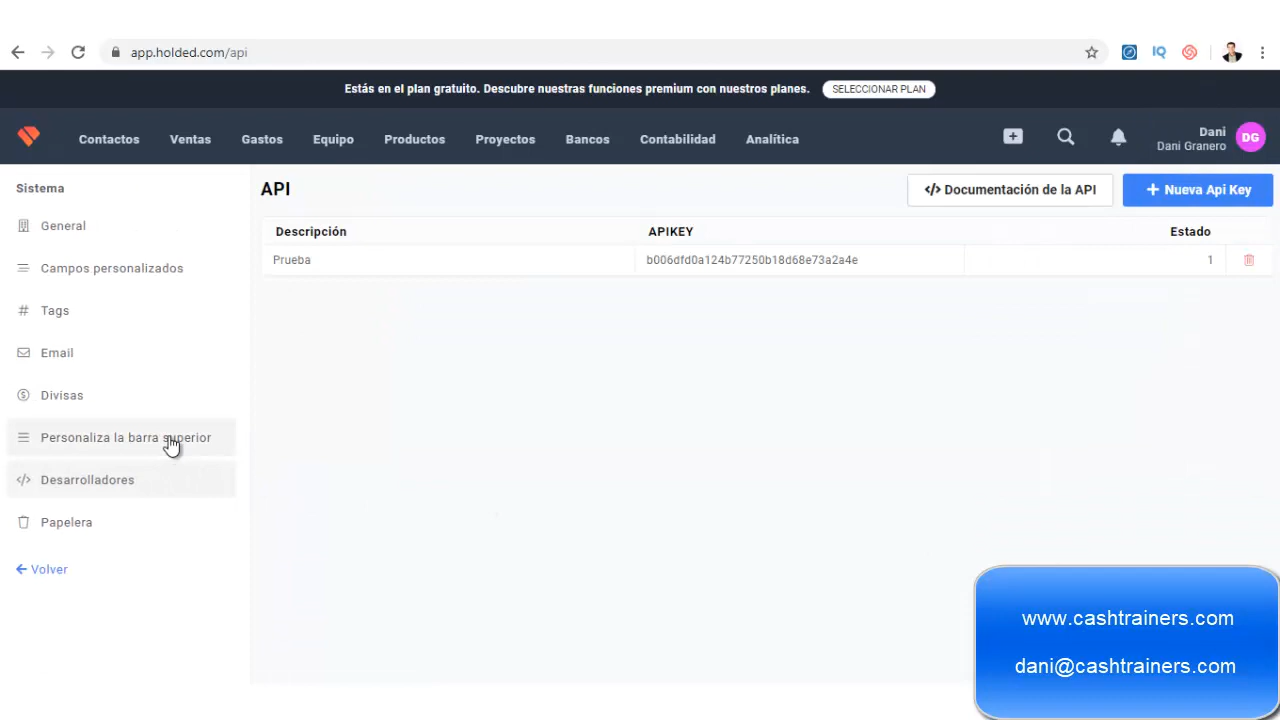 app.holded.com/api
IQ
Estás en el plan gratuito. Descubre nuestras funciones premium con nuestros planes. SELECCIONAR PLAN
Contactos Ventas Gastos Equipo Productos Proyectos Bancos Contabilidad Analítica
Dani
Dani Granero
DG
Sistema
General
Campos personalizados
Tags
Email
Divisas
Personaliza la barra superior
Desarrolladores
Papelera
Volver
API
Documentación de la API
Nueva Api Key
Descripción APIKEY Estado
Prueba b006dfd0a124b77250b18d68e73a2a4e 1
www.cashtrainers.com
dani@cashtrainers.com